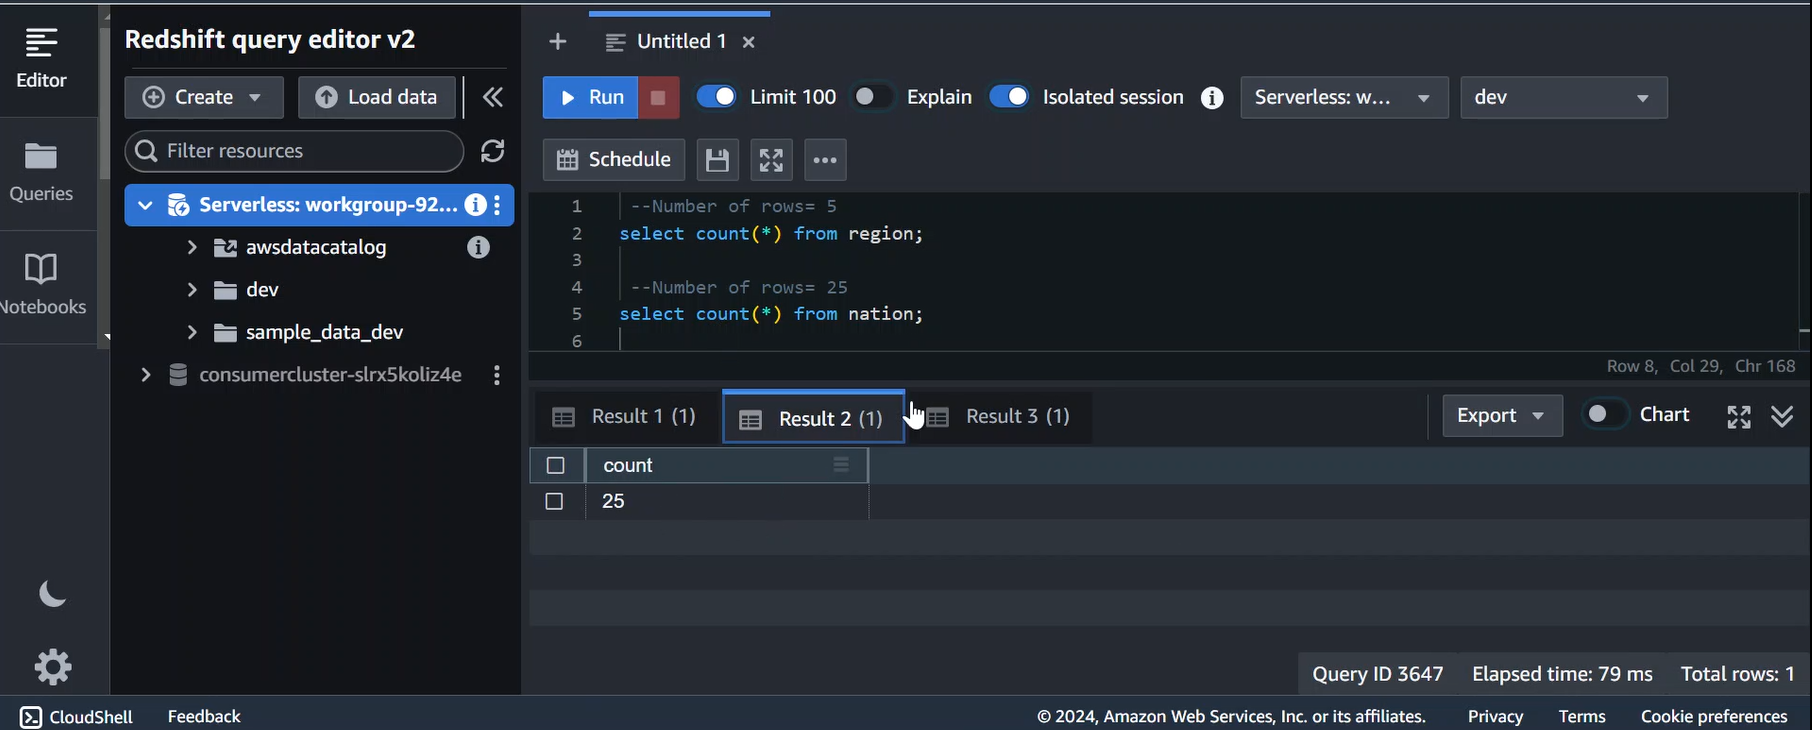 Editor
Queries
Notebooks
Redshift query editor v2
Create
Load data
Filter resources
Serverless: workgroup-92...
awsdatacatalog
dev
sample_data_dev
consumercluster-slrx5koliz4e
Untitled 1
Run
Limit 100
Explain
Isolated session
Serverless: w...
dev
Schedule
1 --Number of rows= 5
2 select count(*) from region;
3
4 --Number of rows= 25
5 select count(*) from nation;
6
Row 8, Col 29, Chr 168
Result 1 (1)
Result 2 (1)
Result 3 (1)
Export
Chart
count
25
Query ID 3647
Elapsed time: 79 ms
Total rows: 1
CloudShell
Feedback
© 2024, Amazon Web Services, Inc. or its affiliates.
Privacy
Terms
Cookie preferences